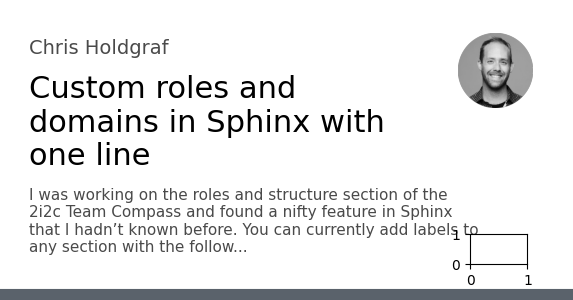 Chris Holdgraf
Custom roles and
domains in Sphinx with
one line
I was working on the roles and structure section of the
2i2c Team Compass and found a nifty feature in Sphinx
that I hadn’t known before. You can currently add labels to
any section with the follow...
1
0
0 1